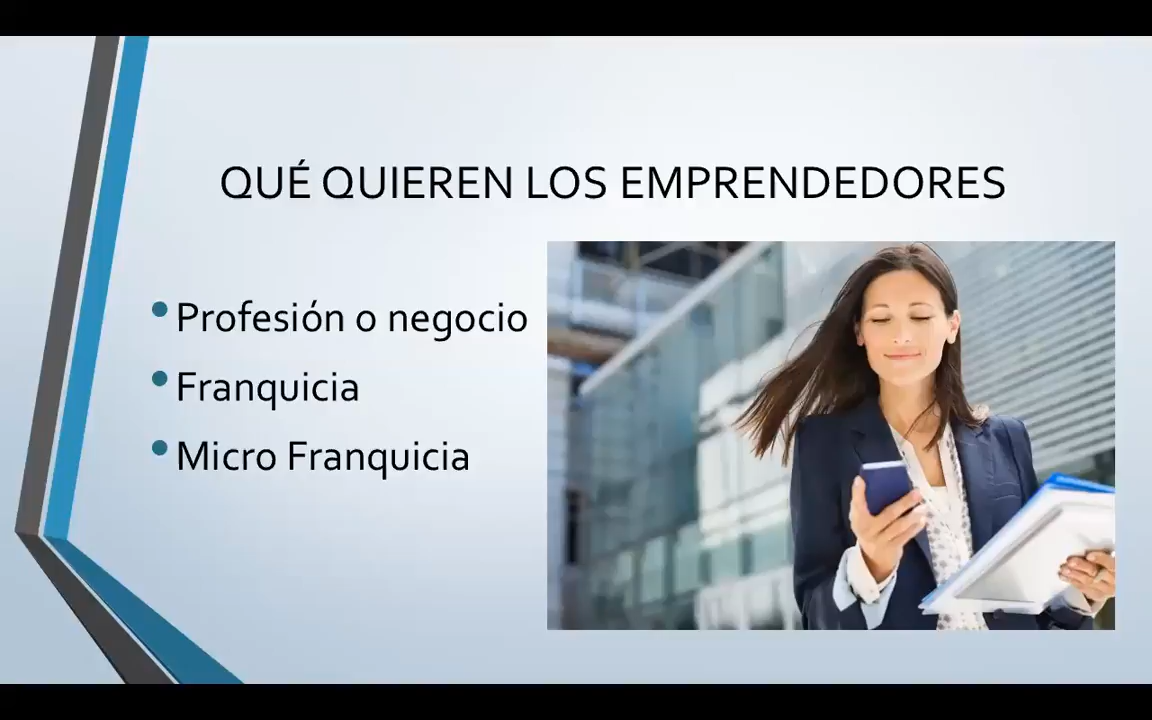 QUÉ QUIEREN LOS EMPRENDEDORES
• Profesión o negocio
• Franquicia
• Micro Franquicia